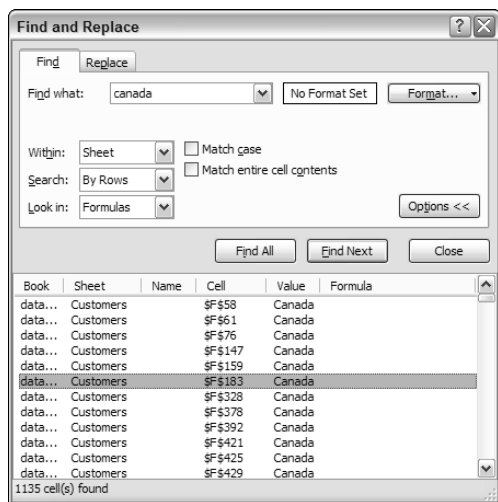 Find and Replace
Find Replace
Find what: canada No Format Set Format...
Within: Sheet Match case
Search: By Rows Match entire cell contents
Look in: Formulas Options <<
Find All Find Next Close
Book Sheet Name Cell Value Formula
data... Customers $F$58 Canada
data... Customers $F$61 Canada
data... Customers $F$76 Canada
data... Customers $F$147 Canada
data... Customers $F$159 Canada
data... Customers $F$183 Canada
data... Customers $F$328 Canada
data... Customers $F$378 Canada
data... Customers $F$392 Canada
data... Customers $F$421 Canada
data... Customers $F$425 Canada
data... Customers $F$429 Canada
1135 cell(s) found